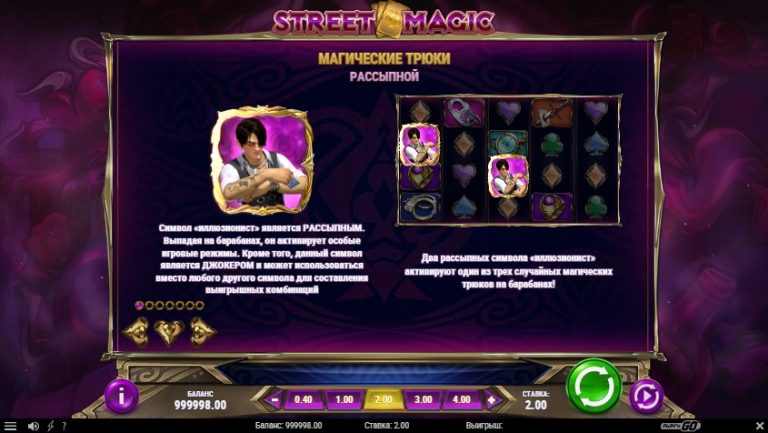 STREET MAGIC
МАГИЧЕСКИЕ ТРЮКИ
РАССЫПНОЙ
Символ «иллюзионист» является РАССЫПНЫМ.
Выпадая на барабанах, он активирует особые
игровые режимы. Кроме того, данный символ
является ДЖОКЕРОМ и может использоваться
вместо любого другого символа для составления
выигрышных комбинаций
Два рассыпных символа «иллюзионист»
активируют один из трех случайных магических
трюков на барабанах!
БАЛАНС
999998.00
0.40 1.00 2.00 3.00 4.00
СТАВКА:
2.00
Баланс: 999998.00 Ставка: 2.00 Выигрыш:
PLAY'n GO